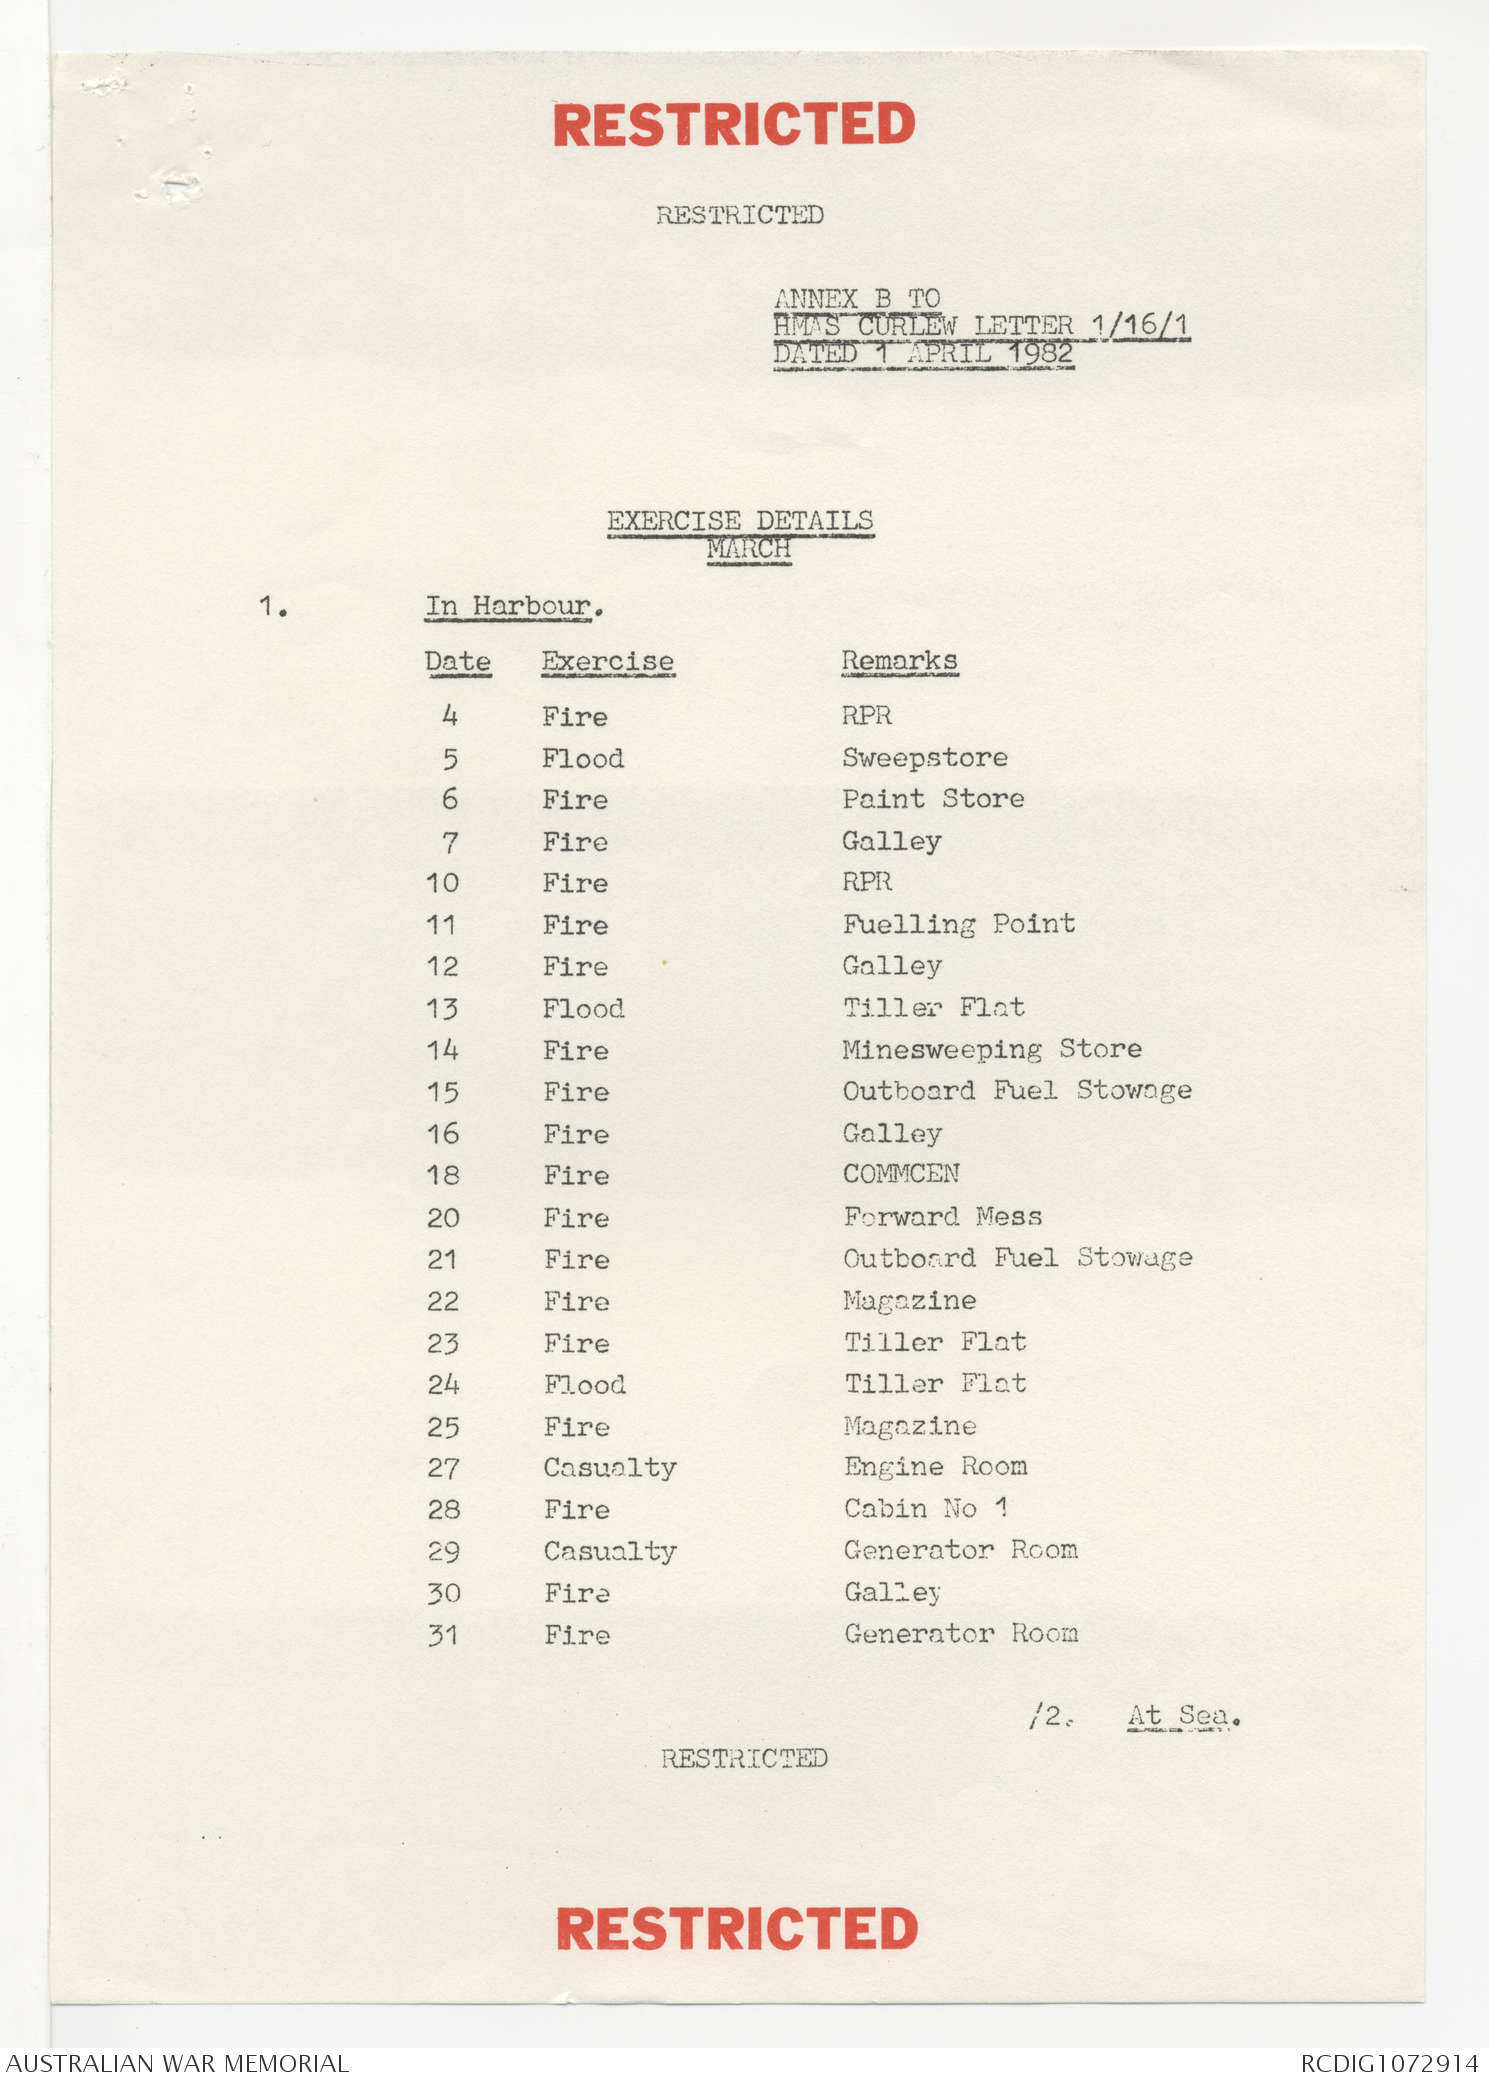 RESTRICTED
RESTRICTED
ANNEX B TO
HMAS CURLEW LETTER 1/16/1
DATED 1 APRIL 1982
EXERCISE DETAILS
MARCH
1. In Harbour.
Date Exercise Remarks
4 Fire RPR
5 Flood Sweepstore
6 Fire Paint Store
7 Fire Galley
10 Fire RPR
11 Fire Fuelling Point
12 Fire Galley
13 Flood Tiller Flat
14 Fire Minesweeping Store
15 Fire Outboard Fuel Stowage
16 Fire Galley
18 Fire COMMCEN
20 Fire Forward Mess
21 Fire Outboard Fuel Stowage
22 Fire Magazine
23 Fire Tiller Flat
24 Flood Tiller Flat
25 Fire Magazine
27 Casualty Engine Room
28 Fire Cabin No 1
29 Casualty Generator Room
30 Fire Galley
31 Fire Generator Room
/2. At Sea.
RESTRICTED
RESTRICTED
AUSTRALIAN WAR MEMORIAL RCDIG1072914